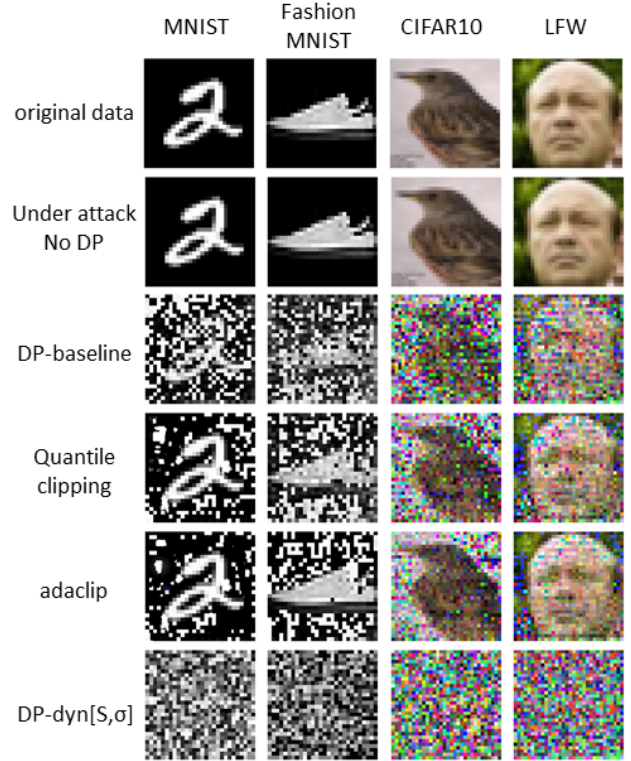 MNIST
Fashion
MNIST
CIFAR10
LFW
original data
Under attack
No DP
DP-baseline
Quantile
clipping
adaclip
DP-dyn[S,σ]